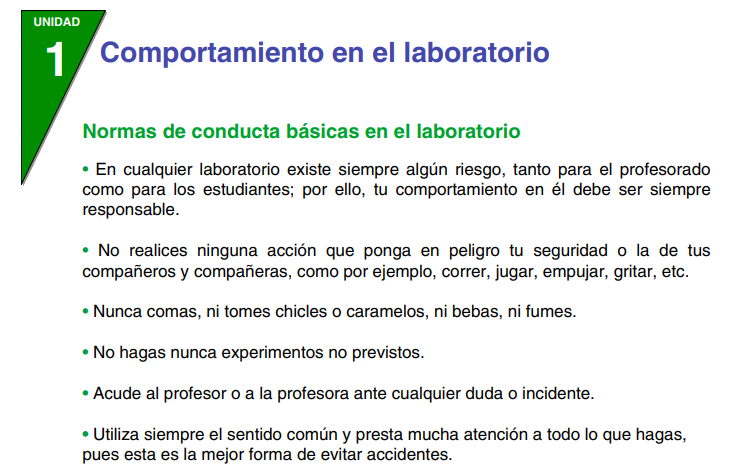 UNIDAD
1
Comportamiento en el laboratorio
Normas de conducta básicas en el laboratorio
• En cualquier laboratorio existe siempre algún riesgo, tanto para el profesorado
como para los estudiantes; por ello, tu comportamiento en él debe ser siempre
responsable.
• No realices ninguna acción que ponga en peligro tu seguridad o la de tus
compañeros y compañeras, como por ejemplo, correr, jugar, empujar, gritar, etc.
• Nunca comas, ni tomes chicles o caramelos, ni bebas, ni fumes.
• No hagas nunca experimentos no previstos.
• Acude al profesor o a la profesora ante cualquier duda o incidente.
• Utiliza siempre el sentido común y presta mucha atención a todo lo que hagas,
pues esta es la mejor forma de evitar accidentes.